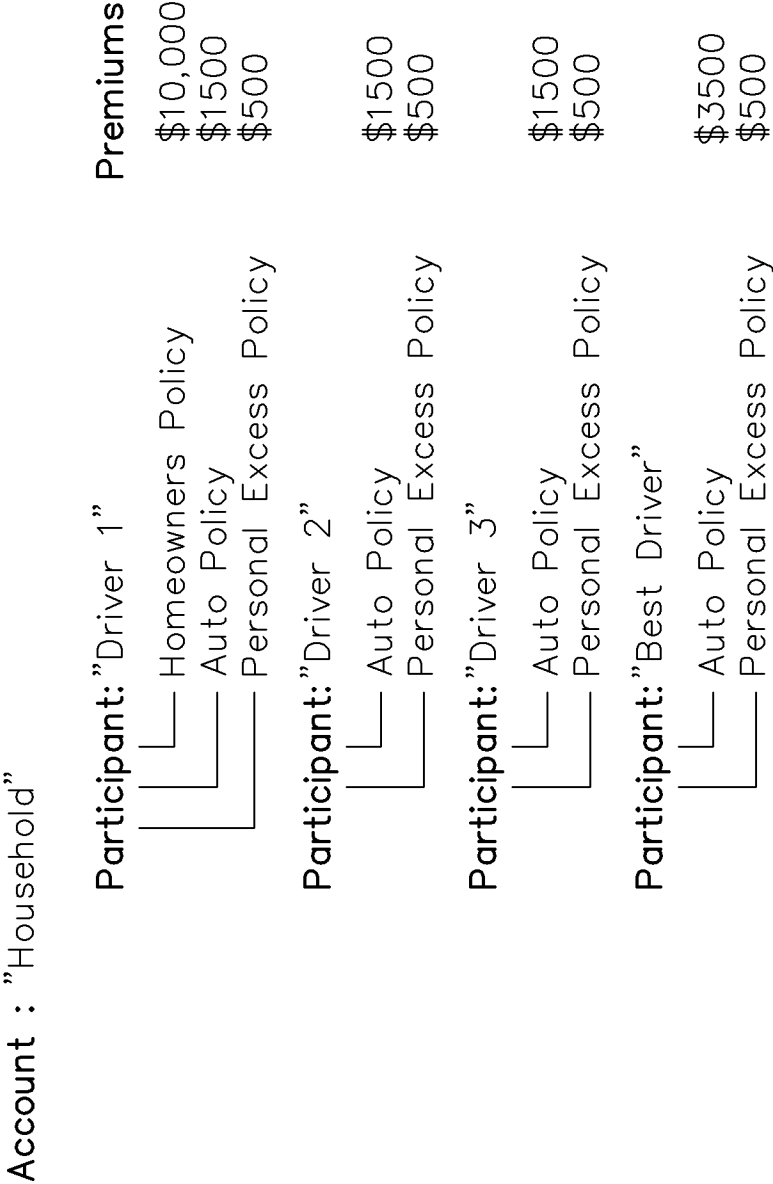 Account : "Household"
Participant: "Driver 1" Premiums
Homeowners Policy $10,000
Auto Policy $1500
Personal Excess Policy $500
Participant: "Driver 2"
Auto Policy $1500
Personal Excess Policy $500
Participant: "Driver 3"
Auto Policy $1500
Personal Excess Policy $500
Participant: "Best Driver"
Auto Policy $3500
Personal Excess Policy $500